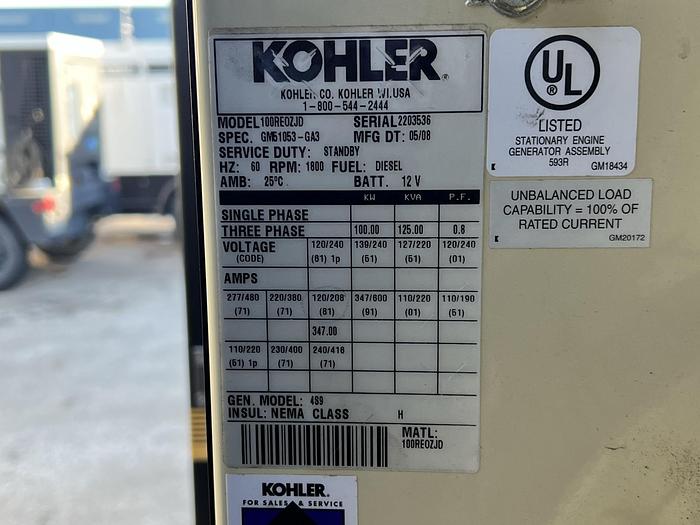 KOHLER®
KOHLER CO. KOHLER WI.USA
1-800-544-2444
MODEL 100REOZJD SERIAL 2203536
SPEC. GM51053-GA3 MFG DT: 05/08
SERVICE DUTY: STANDBY
HZ: 60 RPM: 1800 FUEL: DIESEL
AMB: 25°C BATT. 12 V
KW KVA P.F.
SINGLE PHASE
THREE PHASE 100.00 125.00 0.8
VOLTAGE 120/240 139/240 127/220 120/240
(CODE) (81) 1p (51) (51) (01)
AMPS
277/480 220/380 120/208 347/600 110/220 110/190
(71) (71) (81) (91) (01) (51)
347.00
110/220 230/400 240/416
(51) 1p (71) (71)
GEN. MODEL: 4S9
INSUL: NEMA CLASS H
MATL:
100REOZJD
KOHLER®
FOR SALES & SERVICE
UL
®
LISTED
STATIONARY ENGINE
GENERATOR ASSEMBLY
593R
GM18434
UNBALANCED LOAD
CAPABILITY = 100% OF
RATED CURRENT
GM20172